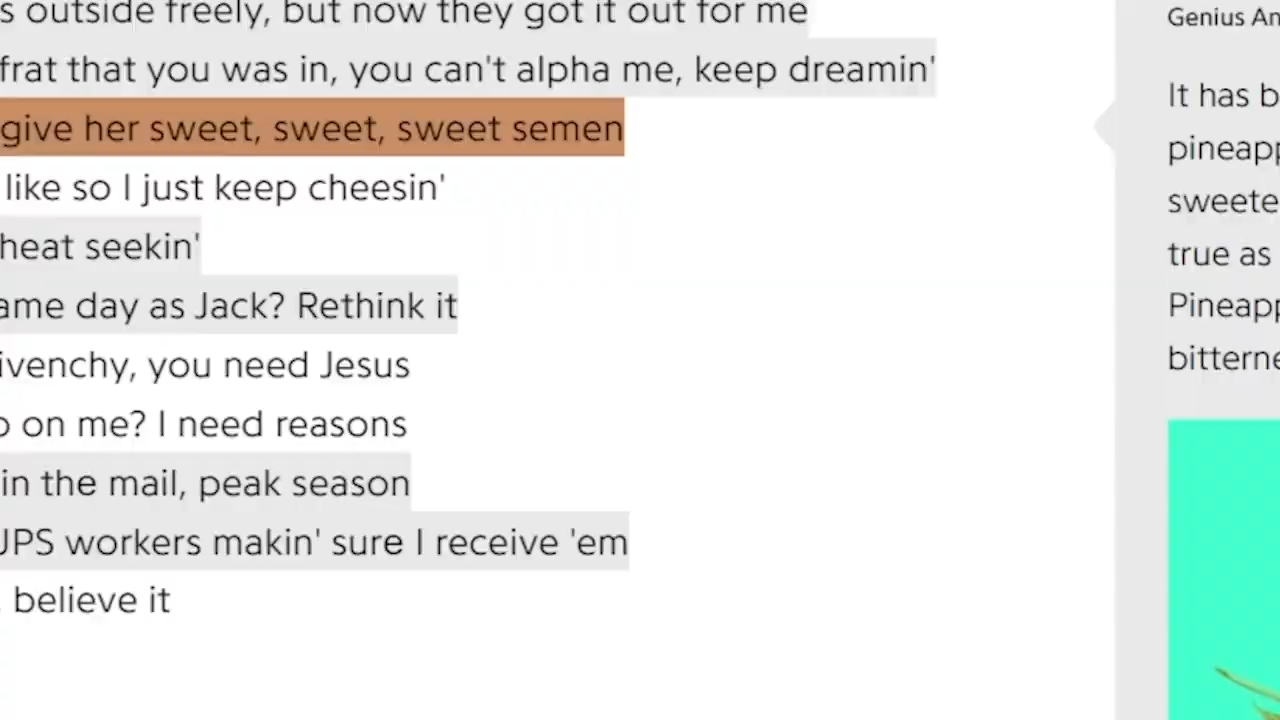 s outside freely, but now they got it out for me
frat that you was in, you can't alpha me, keep dreamin'
give her sweet, sweet, sweet semen
like so I just keep cheesin'
heat seekin'
ame day as Jack? Rethink it
ivenchy, you need Jesus
o on me? I need reasons
in the mail, peak season
UPS workers makin' sure I receive 'em
believe it
Genius An
It has b
pineapp
sweete
true as
Pineapp
bitterne